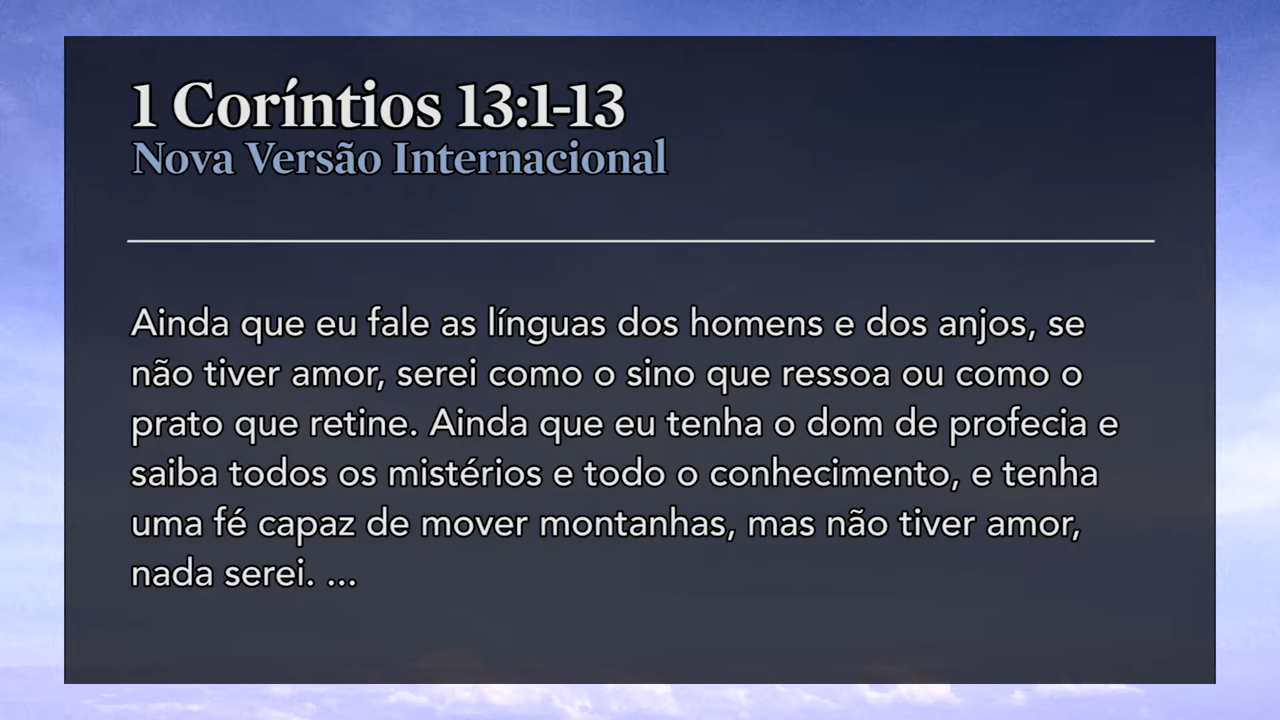 1 Coríntios 13:1-13
Nova Versão Internacional
Ainda que eu fale as línguas dos homens e dos anjos, se
não tiver amor, serei como o sino que ressoa ou como o
prato que retine. Ainda que eu tenha o dom de profecia e
saiba todos os mistérios e todo o conhecimento, e tenha
uma fé capaz de mover montanhas, mas não tiver amor,
nada serei. ...